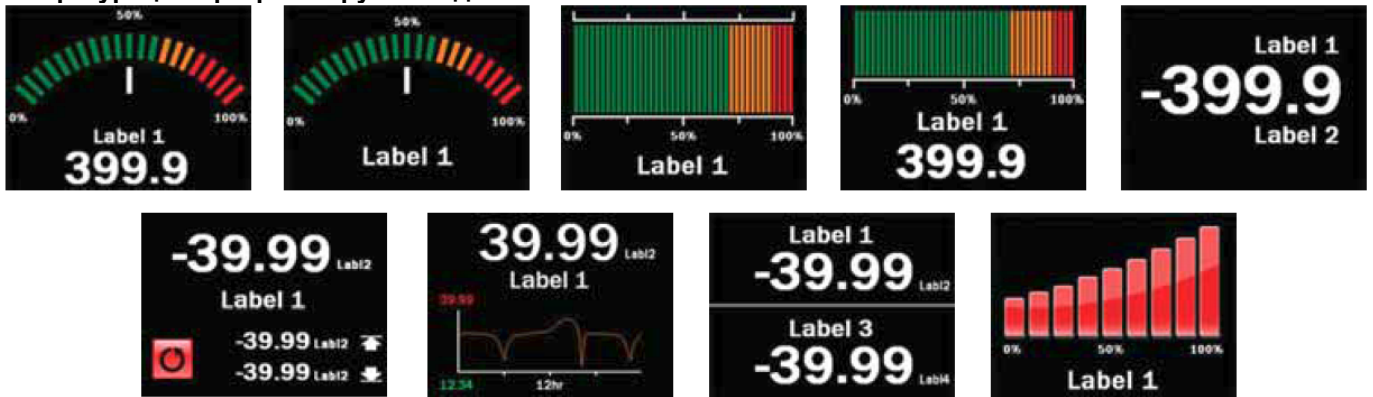 50%
0%
100%
Label 1
399.9
50%
0%
100%
Label 1
0%
50%
100%
Label 1
0%
50%
100%
Label 1
399.9
Label 1
-399.9
Label 2
-39.99 Labl2
Label 1
-39.99 Labl2
-39.99 Labl2
39.99 Labl2
Label 1
39.99
12:34
12hr
Label 1
-39.99 Labl2
Label 3
-39.99 Labl4
0%
50%
100%
Label 1